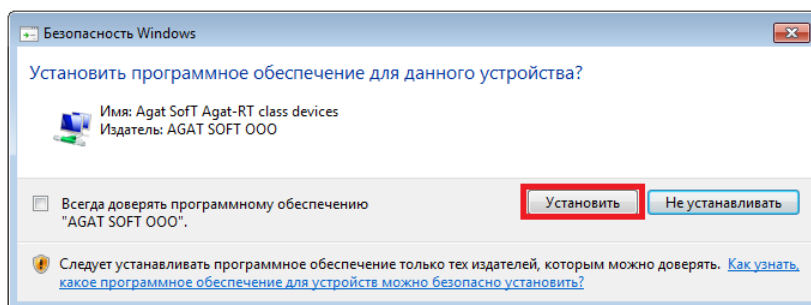 Безопасность Windows
Установить программное обеспечение для данного устройства?
Имя: Agat SofT Agat-RT class devices
Издатель: AGAT SOFT OOO
Всегда доверять программному обеспечению
"AGAT SOFT OOO".
Установить
Не устанавливать
Следует устанавливать программное обеспечение только тех издателей, которым можно доверять. Как узнать,
какое программное обеспечение для устройств можно безопасно установить?